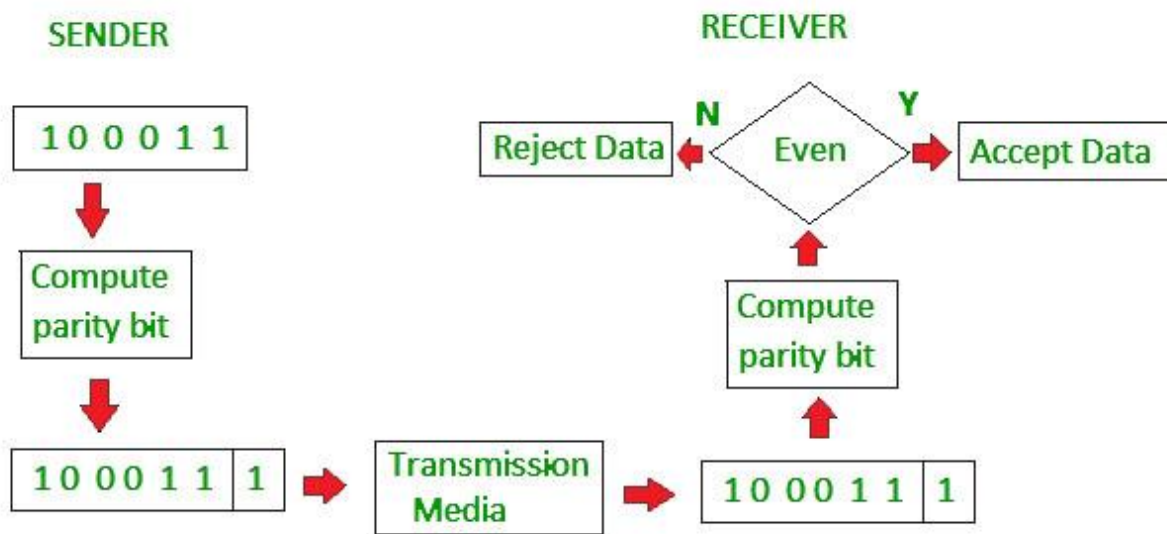 SENDER
1 0 0 0 1 1
Compute
parity bit
1 0 0 0 1 1 1
Transmission
Media
RECEIVER
1 0 0 0 1 1 1
Compute
parity bit
Even
N
Reject Data
Y
Accept Data